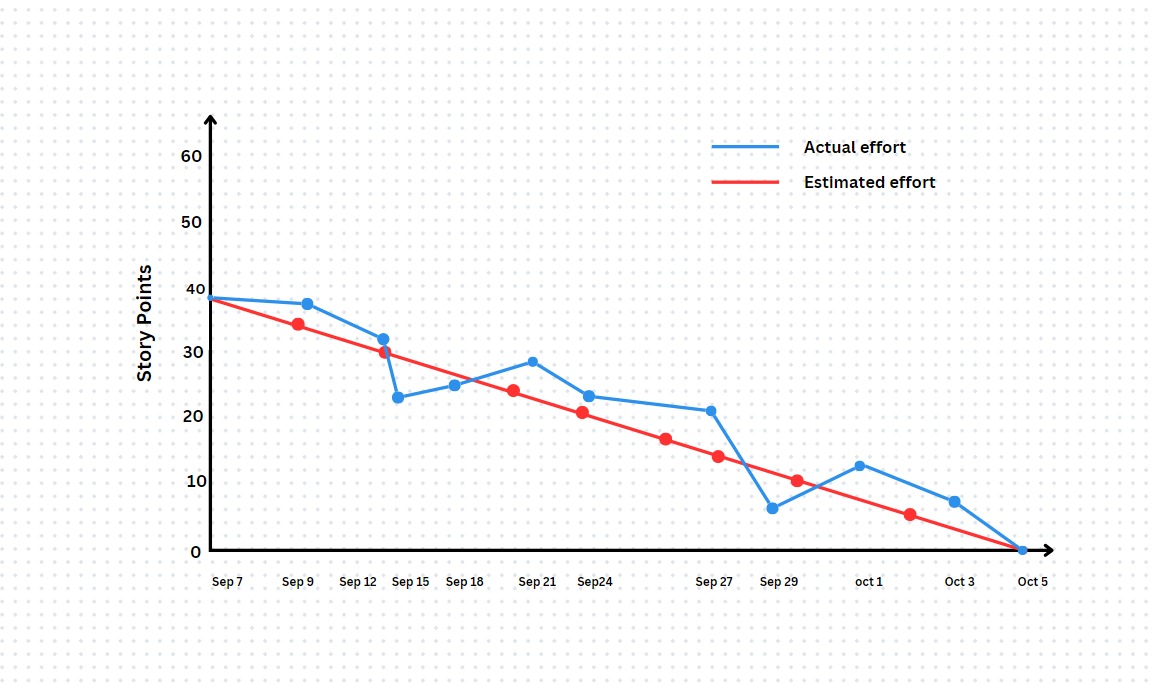 Actual effort
Estimated effort
Story Points
60
50
40
30
20
10
0
Sep 7 Sep 9 Sep 12 Sep 15 Sep 18 Sep 21 Sep24 Sep 27 Sep 29 oct 1 Oct 3 Oct 5